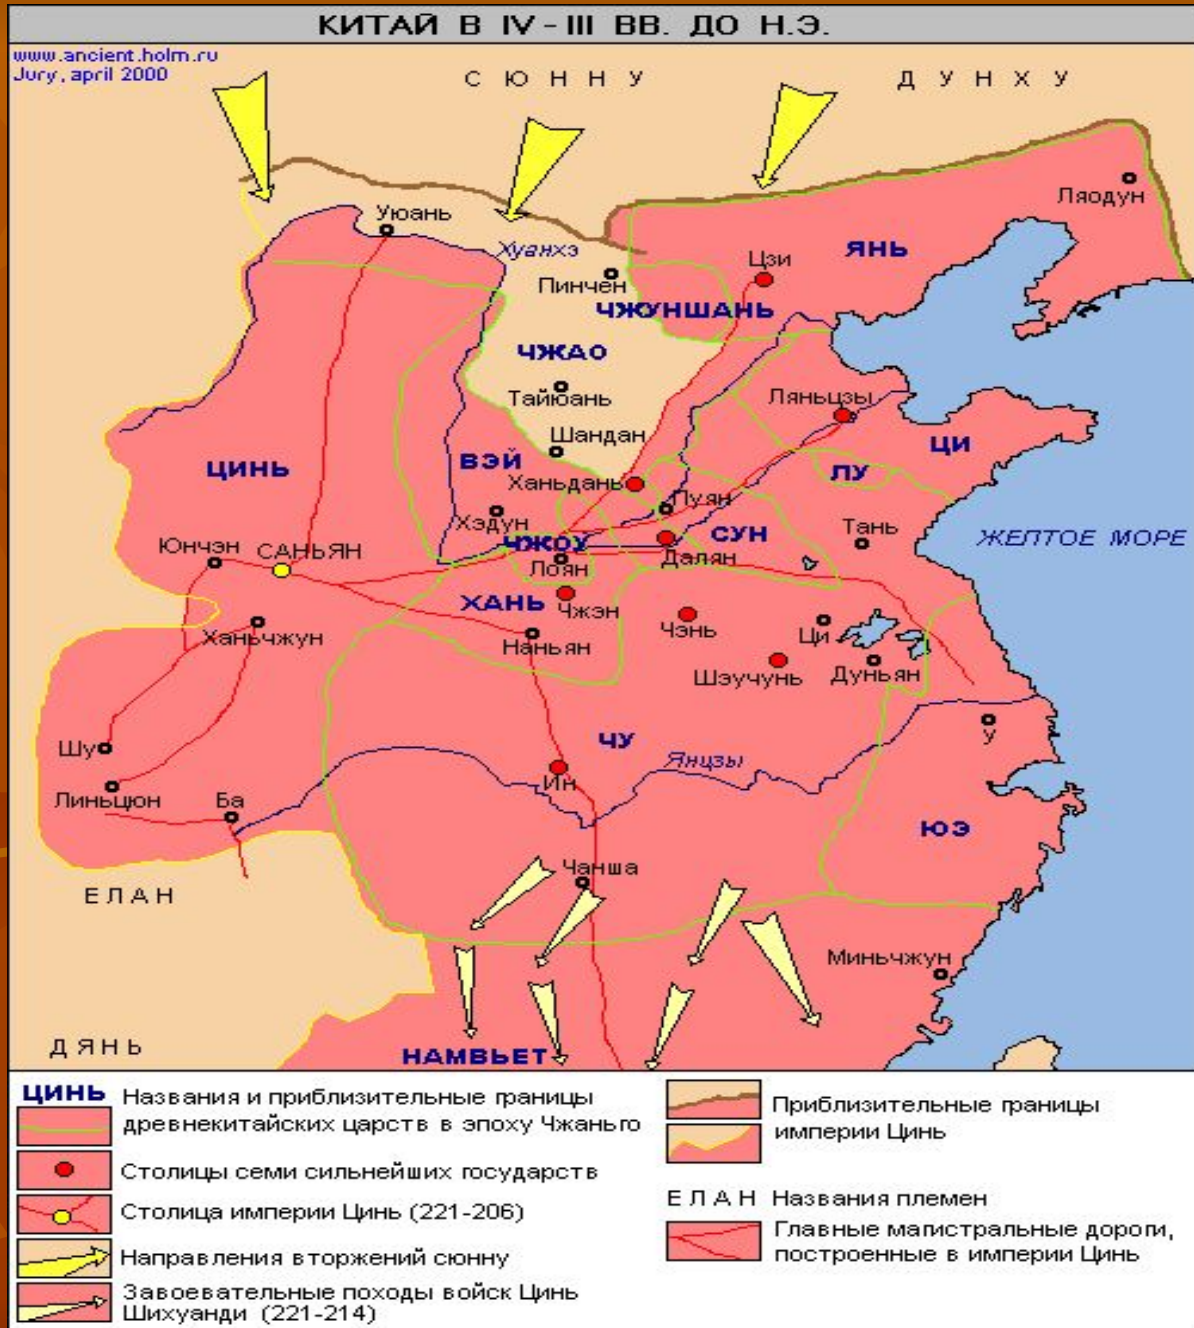 КИТАЙ В IV - III ВВ. ДО Н.Э.
www.ancient.holm.ru
Jury, april 2000
СЮННУ
ДУНХУ
Ляодун
Уюань
Хуанхэ
ЯНЬ
Цзи
Пинчен
ЧЖУНШАНЬ
ЧЖАО
Тайюань
Ляньцзы
Шандан
ЦИНЬ
ВЭЙ
ЦИ
Ханьдань
ЛУ
Пуян
Хэдун
СУН
Тань
ЖЕЛТОЕ МОРЕ
Юнчэн
САНЬЯН
ЧЖОУ
Лоян
Далян
ХАНЬ
Чжэн
Ханьчжун
Наньян
Чэнь
Ци
Шэучунь
Дуньян
Шу
ЧУ
Янцзы
У
Ин
Линьцюн
Ба
ЮЭ
Чанша
ЕЛАН
Миньчжун
ДЯНЬ
НАМВЬЕТ
ЦИНЬ Названия и приблизительные границы
древнекитайских царств в эпоху Чжаньго
Столицы семи сильнейших государств
Столица империи Цинь (221-206)
Направления вторжений сюнну
Завоевательные походы войск Цинь
Шихуанди (221-214)
Приблизительные границы
империи Цинь
ЕЛАН Названия племен
Главные магистральные дороги,
построенные в империи Цинь